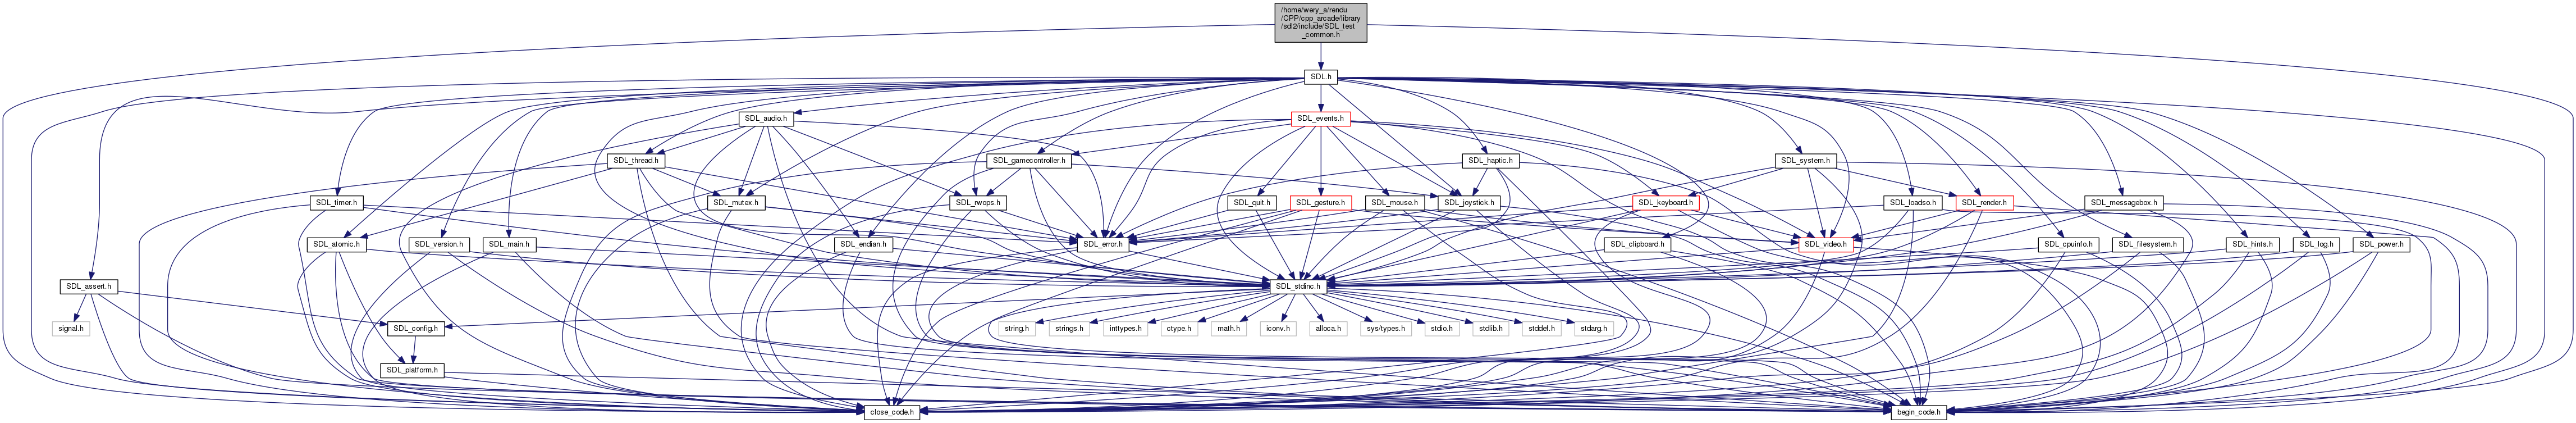 /home/wery_a/rendu
/CPP/cpp_arcade/library
/sdl2/include/SDL_test
_common.h
SDL.h
SDL_audio.h
SDL_events.h
SDL_thread.h
SDL_gamecontroller.h
SDL_haptic.h
SDL_system.h
SDL_timer.h
SDL_mutex.h
SDL_rwops.h
SDL_quit.h
SDL_gesture.h
SDL_mouse.h
SDL_joystick.h
SDL_keyboard.h
SDL_loadso.h
SDL_render.h
SDL_messagebox.h
SDL_atomic.h
SDL_version.h
SDL_main.h
SDL_endian.h
SDL_error.h
SDL_clipboard.h
SDL_video.h
SDL_cpuinfo.h
SDL_filesystem.h
SDL_hints.h
SDL_log.h
SDL_power.h
SDL_assert.h
SDL_stdinc.h
signal.h
SDL_config.h
string.h
strings.h
inttypes.h
ctype.h
math.h
iconv.h
alloca.h
sys/types.h
stdio.h
stdlib.h
stddef.h
stdarg.h
SDL_platform.h
close_code.h
begin_code.h